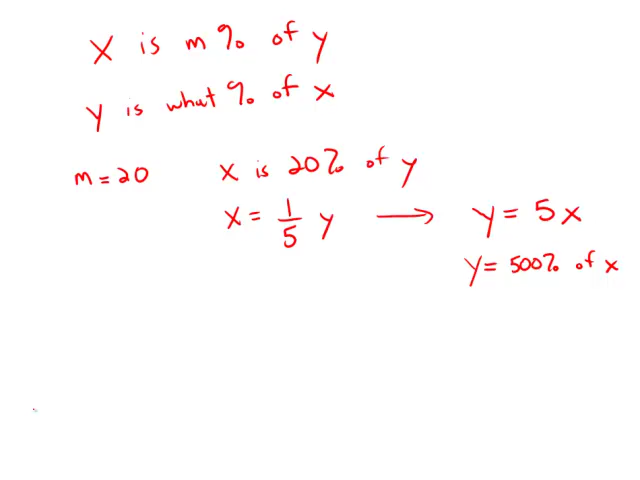 x is m% of y
y is what % of x
m = 20 x is 20% of y
x = 1/5 y → y = 5x
y = 500% of x